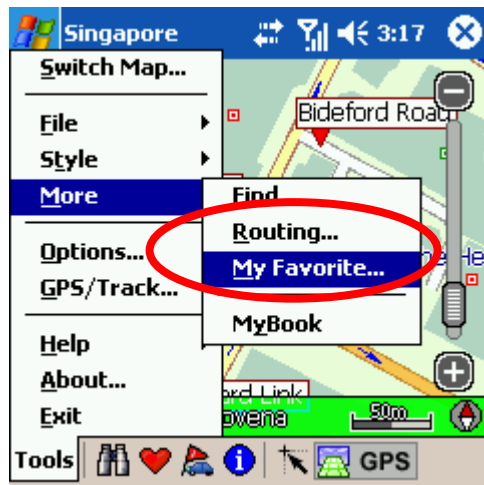 Singapore 3:17
Switch Map...
File
Style
More
Options...
GPS/Track...
Help
About...
Exit
Find
Routing...
My Favorite...
MyBook
Bideford Road
50m
Tools GPS